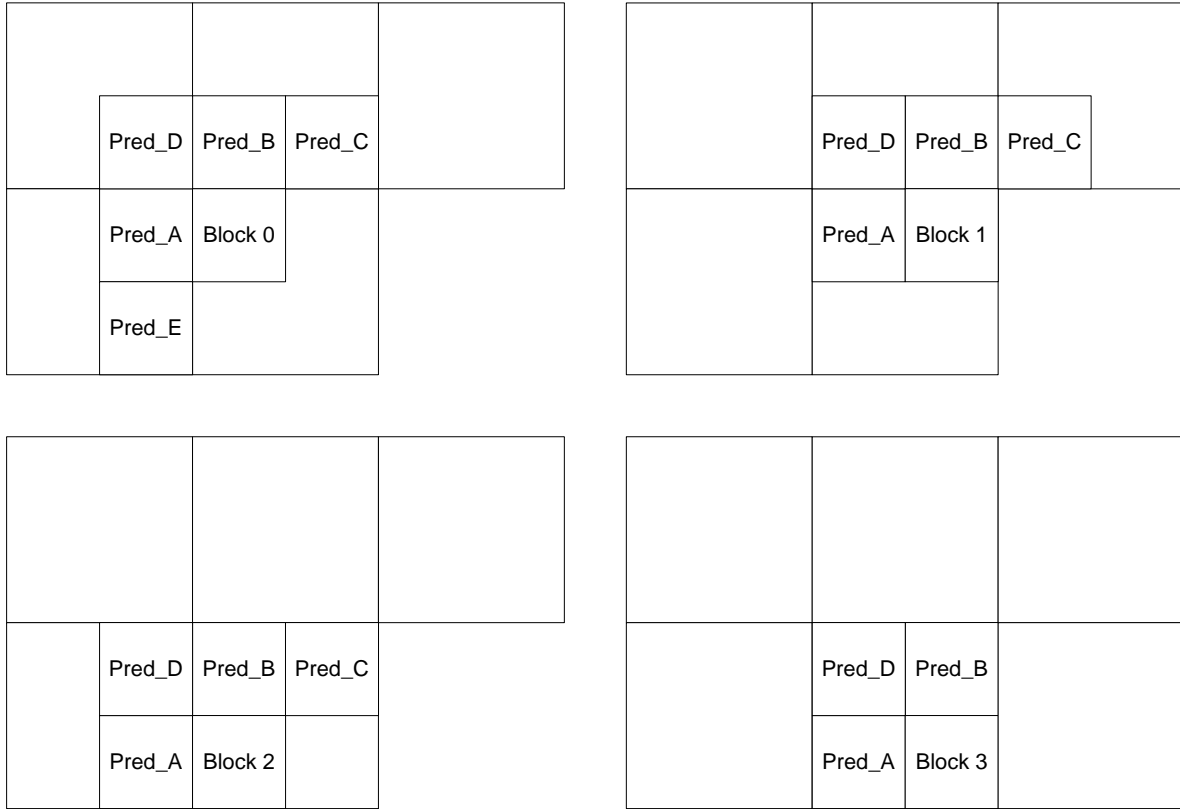 Pred_D Pred_B Pred_C
Pred_A Block 0
Pred_E
Pred_D Pred_B Pred_C
Pred_A Block 1
Pred_D Pred_B Pred_C
Pred_A Block 2
Pred_D Pred_B
Pred_A Block 3